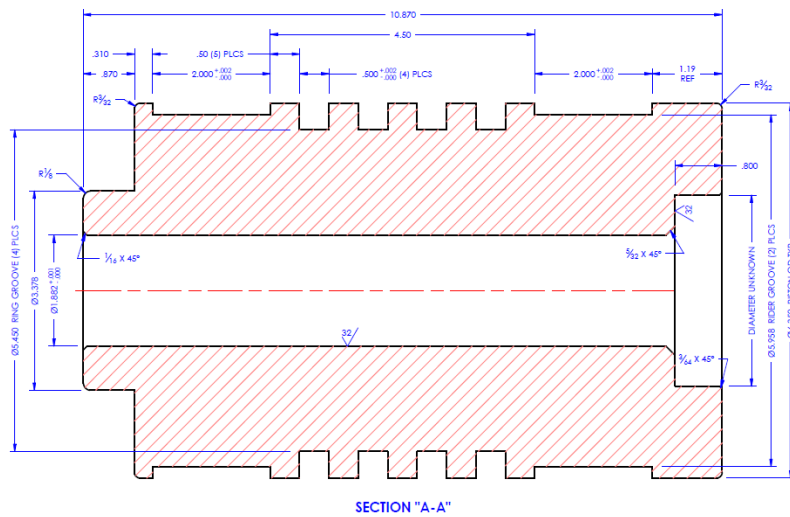 10.870
4.50
.310
.50 (5) PLCS
1.19
REF
.870
2.000 +.002 -.000
.500 +.002 -.000 (4) PLCS
2.000 +.002 -.000
R3/32
R3/32
.800
R1/8
32
1/16 X 45°
5/32 X 45°
Ø5.450 RING GROOVE (4) PLCS
Ø3.378
Ø1.882 +.001 -.000
DIAMETER UNKNOWN
Ø5.958 RIDER GROOVE (2) PLCS
32
X 45°
SECTION "A-A"